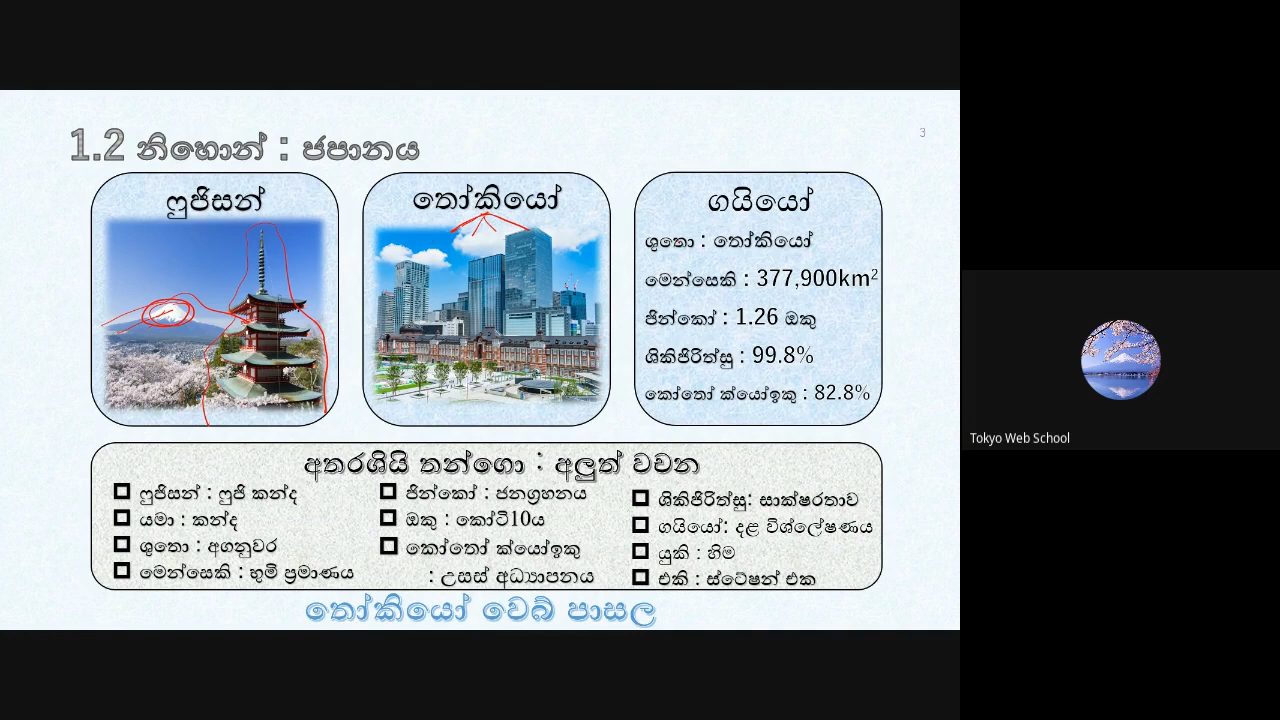 1.2 නිහොන් : ජපානය
3
ෆුජිසන්
තෝකියෝ
ගයියෝ
ශුතො : තෝකියෝ
මෙන්සෙකි : 377,900km²
ජින්කෝ : 1.26 ඔකු
ශිකිජිරිත්සු : 99.8%
කෝතෝ ක්යෝඉකු : 82.8%
අතරශියි තන්ගො : අලුත් වචන
ෆුජිසන් : ෆුජි කන්ද
යමා : කන්ද
ශුතො : අගනුවර
මෙන්සෙකි : භූමි ප්‍රමාණය
ජින්කෝ : ජනග්‍රහනය
ඔකු : කෝටි10ය
කෝතෝ ක්යෝඉකු
: උසස් අධ්‍යාපනය
ශිකිජිරිත්සු: සාක්ෂරතාව
ගයියෝ: දළ විශ්ලේෂණය
යුකි : හිම
එකි : ස්ටේෂන් එක
තෝකියෝ වෙබ් පාසල
Tokyo Web School